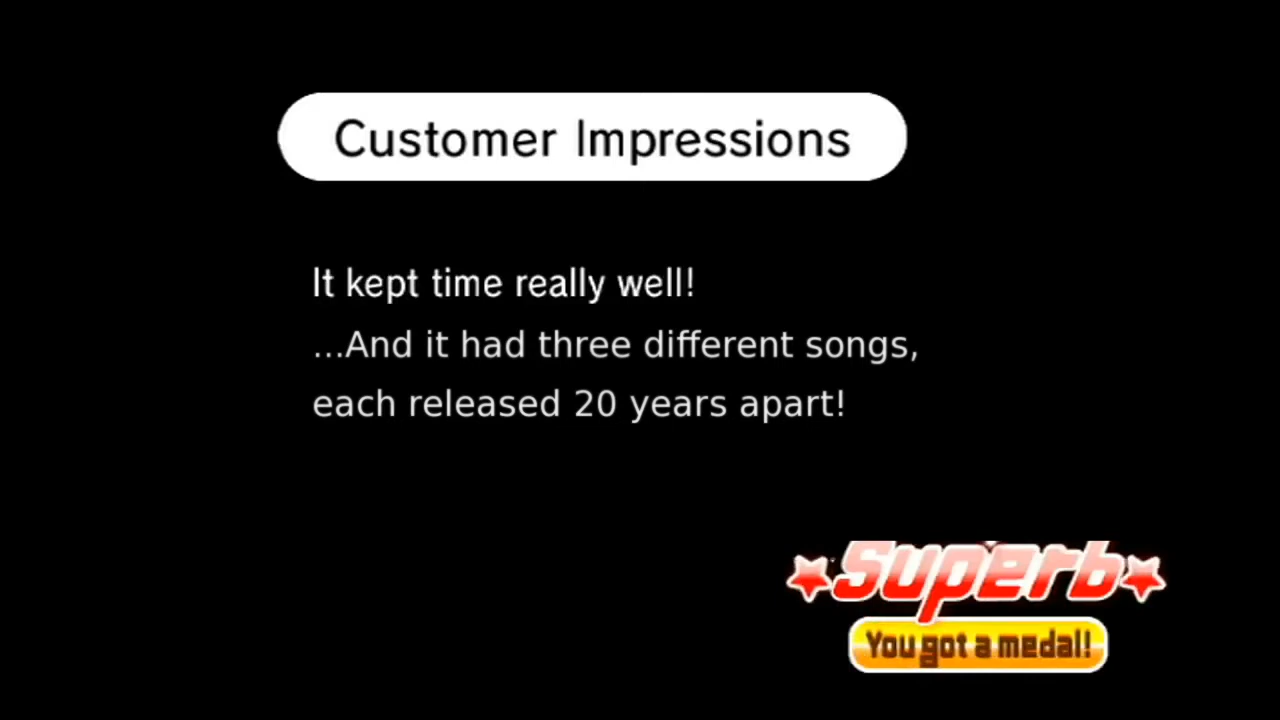 Customer Impressions
It kept time really well!
...And it had three different songs,
each released 20 years apart!
Superb
You got a medal!